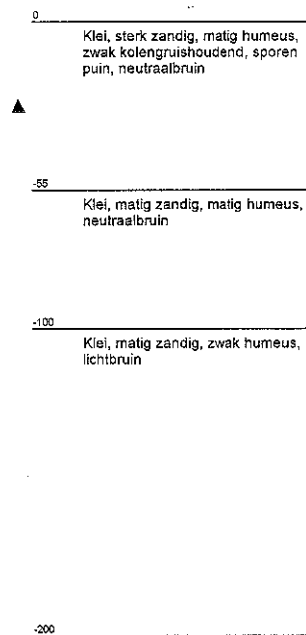 0
Klei, sterk zandig, matig humeus,
zwak kolengruishoudend, sporen
puin, neutraalbruin
-55
Klei, matig zandig, matig humeus,
neutraalbruin
-100
Klei, matig zandig, zwak humeus,
lichtbruin
-200